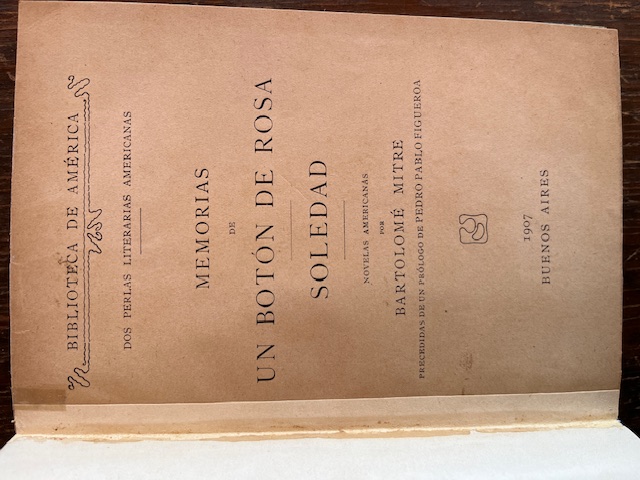 BIBLIOTECA DE AMÉRICA
DOS PERLAS LITERARIAS AMERICANAS
MEMORIAS
DE
UN BOTÓN DE ROSA
SOLEDAD
NOVELAS AMERICANAS
POR
BARTOLOMÉ MITRE
PRECEDIDAS DE UN PRÓLOGO DE PEDRO PABLO FIGUEROA
1907
BUENOS AIRES